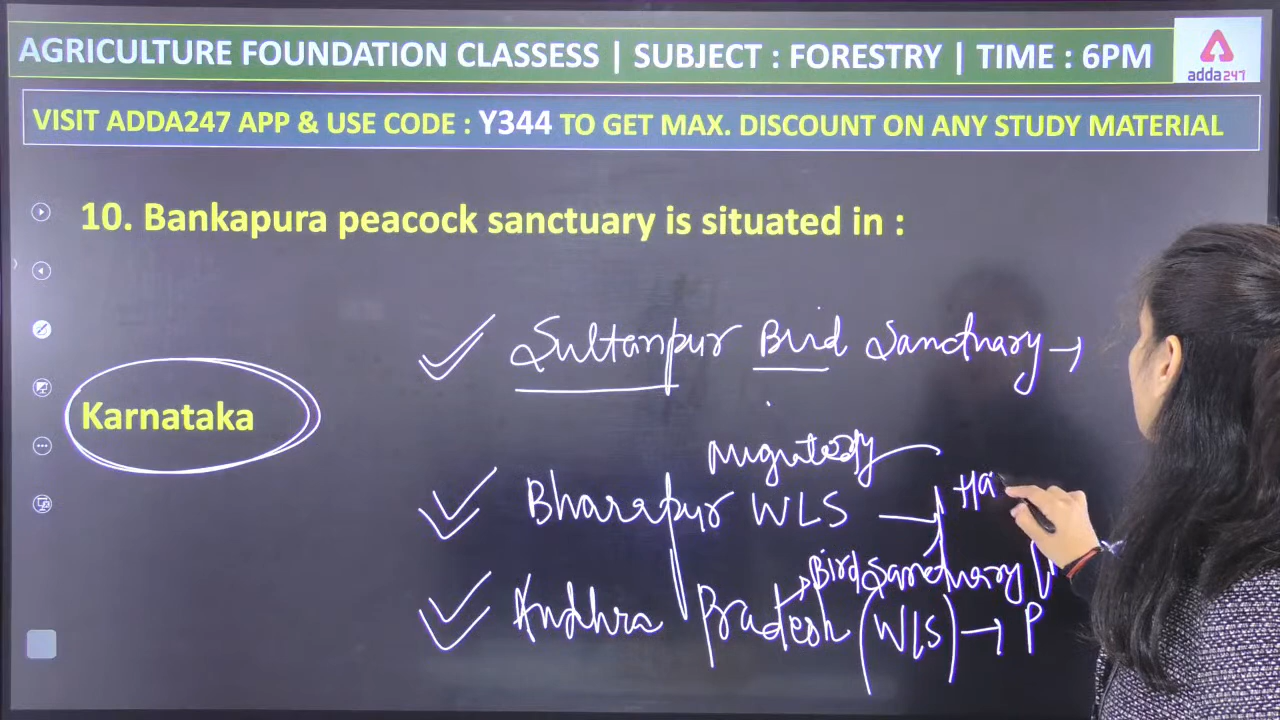 AGRICULTURE FOUNDATION CLASSESS | SUBJECT : FORESTRY | TIME : 6PM
adda247
VISIT ADDA247 APP & USE CODE : Y344 TO GET MAX. DISCOUNT ON ANY STUDY MATERIAL
10. Bankapura peacock sanctuary is situated in :
Sultanpur Bird Sanctuary →
Karnataka
Bharatpur WLS → Ha
Bird Sanctuary
Andhra Pradesh (WLS) → P